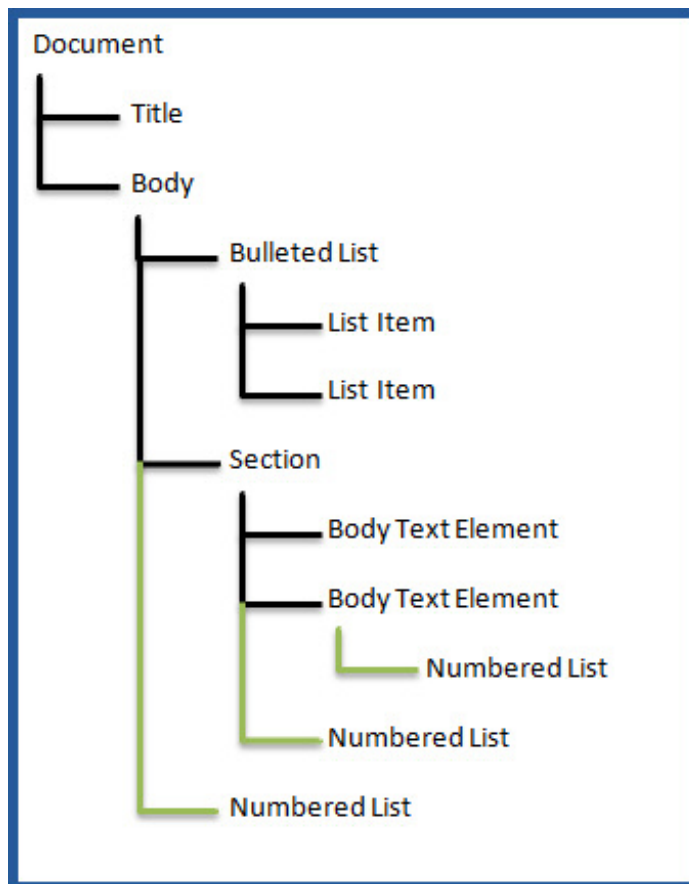 Document
Title
Body
Bulleted List
List Item
List Item
Section
Body Text Element
Body Text Element
Numbered List
Numbered List
Numbered List